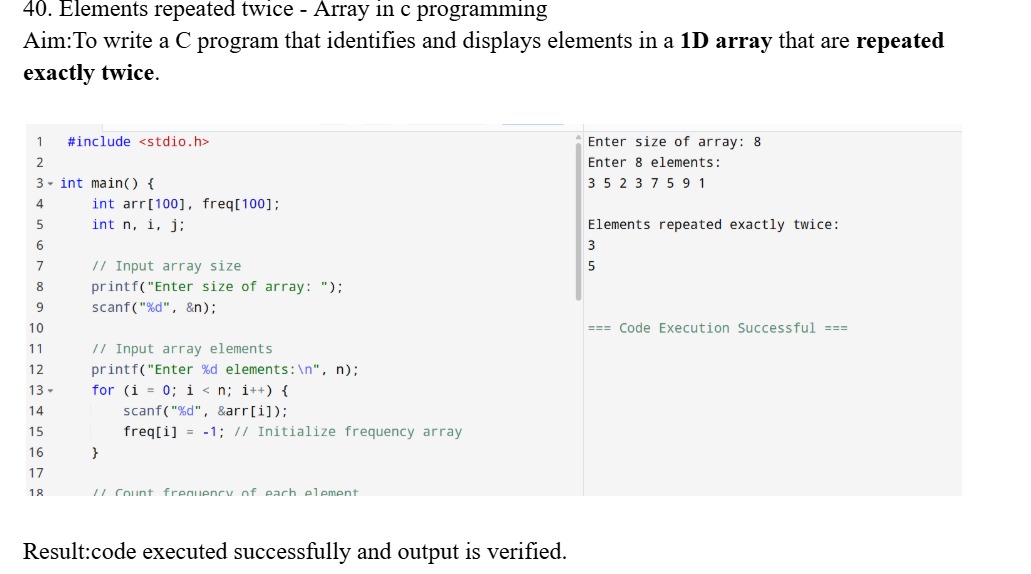 40. Elements repeated twice - Array in c programming
Aim:To write a C program that identifies and displays elements in a 1D array that are repeated
exactly twice.
1 #include <stdio.h>
2
3 int main() {
4 int arr[100], freq[100];
5 int n, i, j;
6
7 // Input array size
8 printf("Enter size of array: ");
9 scanf("%d", &n);
10
11 // Input array elements
12 printf("Enter %d elements:\n", n);
13 for (i = 0; i < n; i++) {
14 scanf("%d", &arr[i]);
15 freq[i] = -1; // Initialize frequency array
16 }
17
18 // Count frequency of each element
Enter size of array: 8
Enter 8 elements:
3 5 2 3 7 5 9 1
Elements repeated exactly twice:
3
5
=== Code Execution Successful ===
Result:code executed successfully and output is verified.